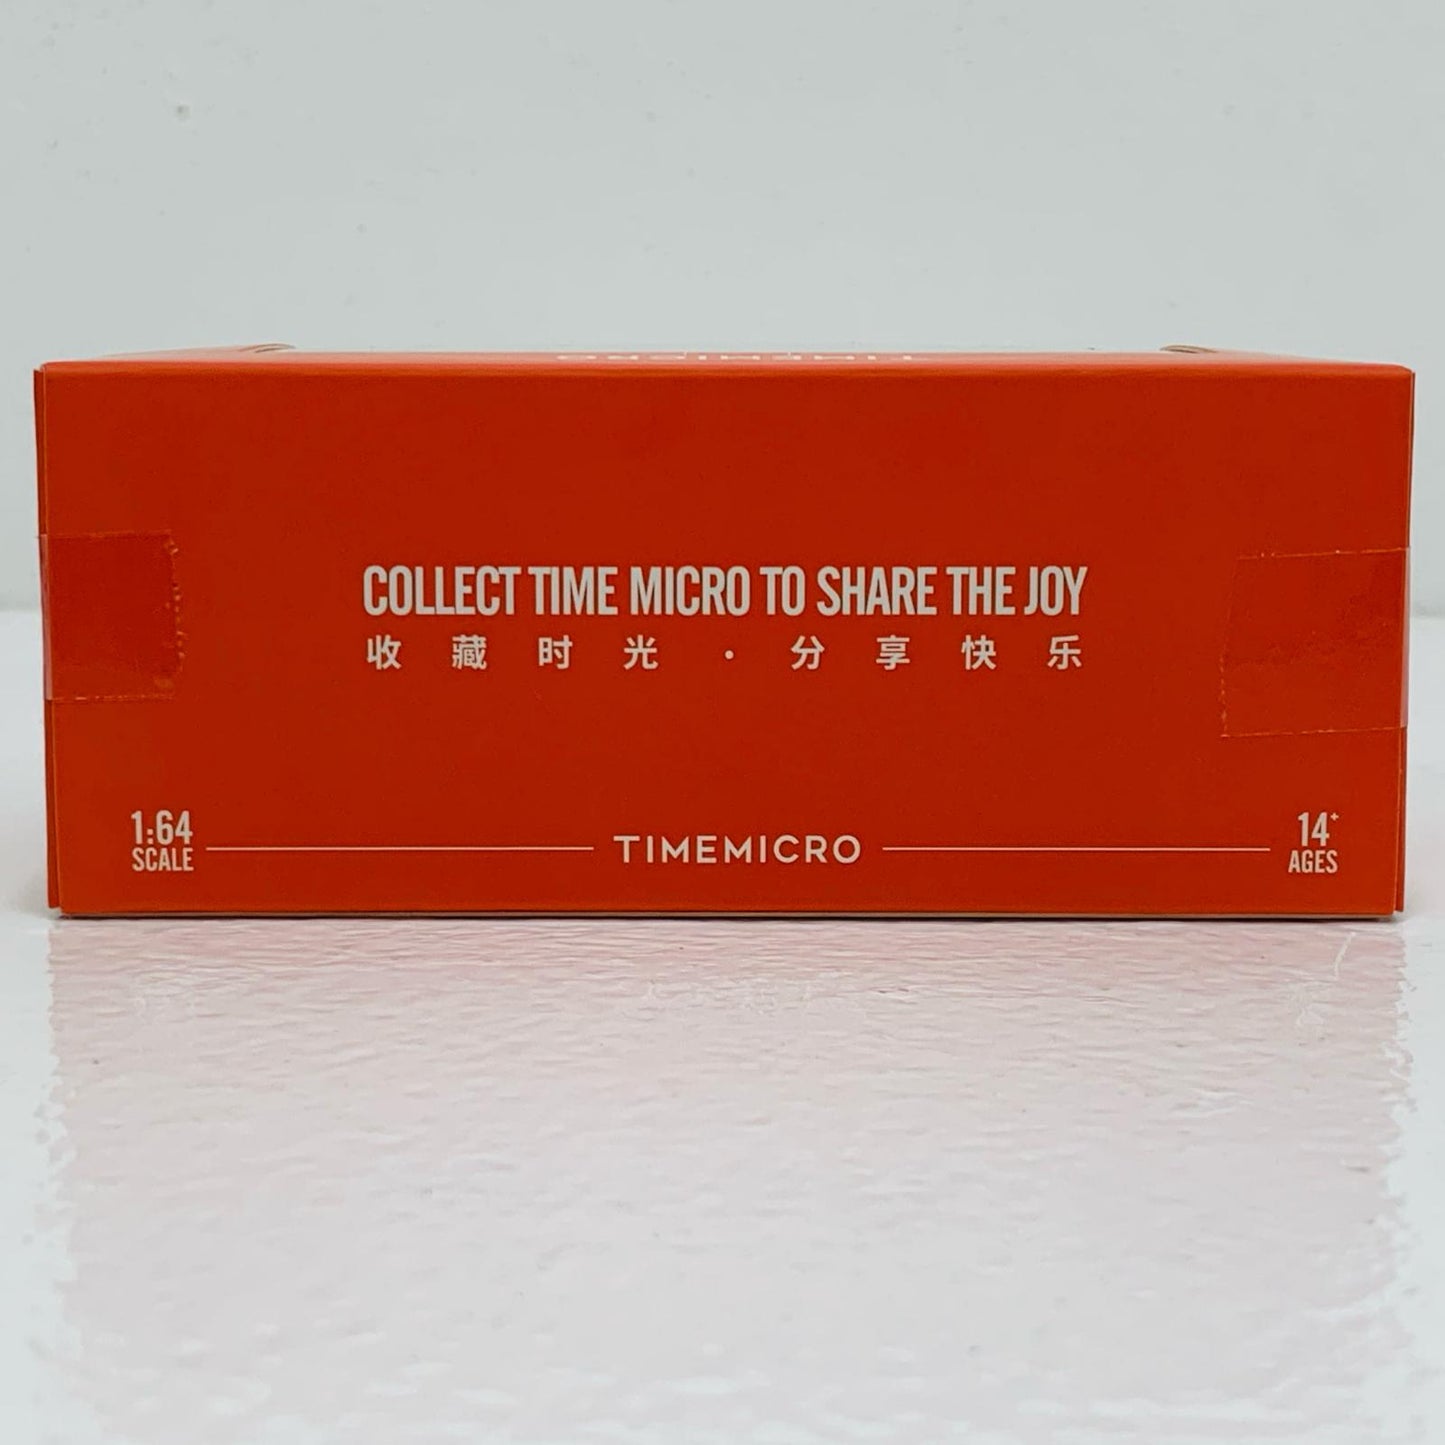 TIMEMICRO
COLLECT TIME MICRO TO SHARE THE JOY
收藏时光·分享快乐
1:64
SCALE
TIMEMICRO
14+
AGES